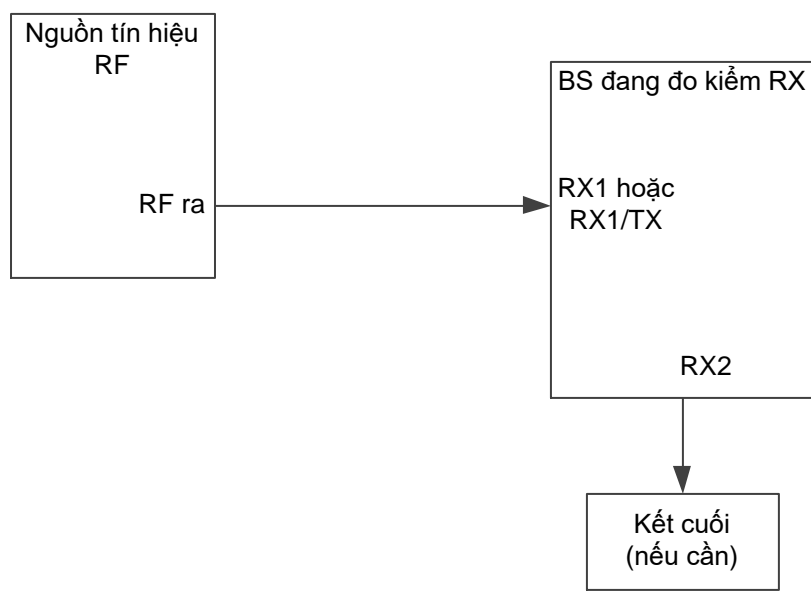 Nguồn tín hiệu
RF
RF ra
BS đang đo kiểm RX
RX1 hoặc
RX1/TX
RX2
Kết cuối
(nếu cần)